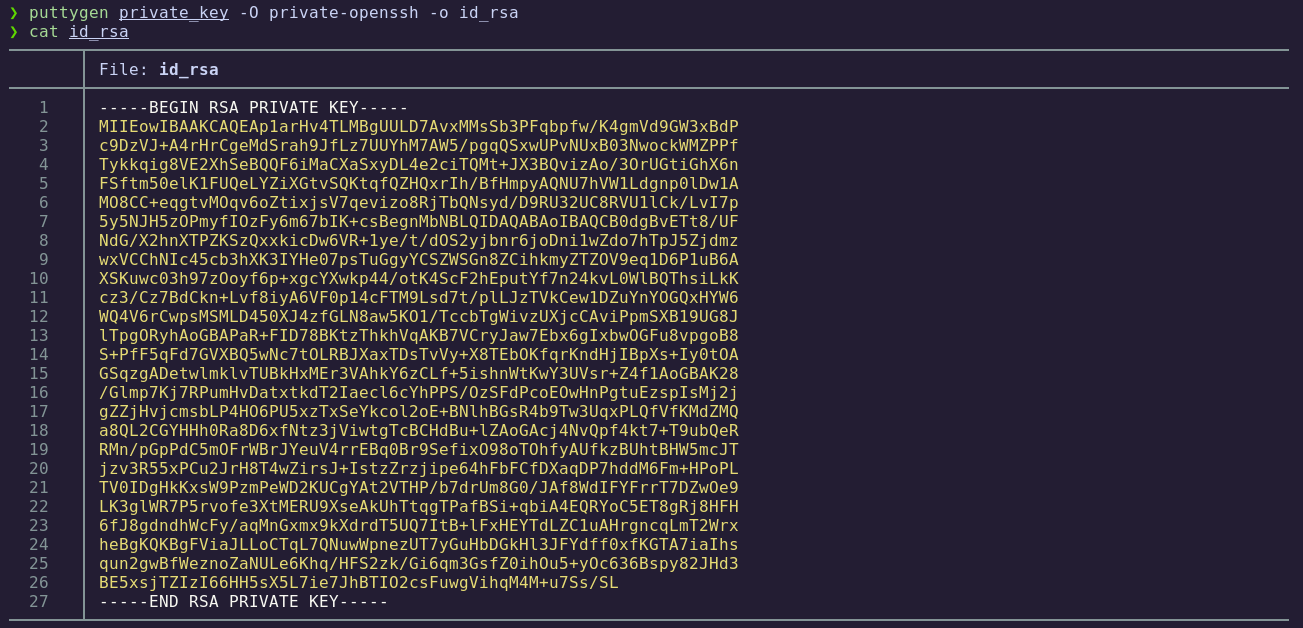 ❯ puttygen private_key -O private-openssh -o id_rsa
❯ cat id_rsa
File: id_rsa
1 -----BEGIN RSA PRIVATE KEY-----
2 MIIEowIBAAKCAQEAp1arHv4TLMBgUULD7AvxMMsSb3PFqbpfw/K4gmVd9GW3xBdP
3 c9DzVJ+A4rHrCgeMdSrah9JfLz7UUYhM7AW5/pgqQSxwUPvNUxB03NwockWMZPPf
4 Tykkqig8VE2XhSeBQQF6iMaCXaSxyDL4e2ciTQMt+JX3BQvizAo/3OrUGtiGhX6n
5 FSftm50elK1FUQeLYZiXGtvSQKtqfQZHQxrIh/BfHmpyAQNU7hVW1Ldgnp0lDw1A
6 MO8CC+eqgtvMOqv6oZtixjsV7qevizo8RjTbQNsyd/D9RU32UC8RVU1lCk/LvI7p
7 5y5NJH5zOPmyfIOzFy6m67bIK+csBegnMbNBLQIDAQABAoIBAQCB0dgBvETt8/UF
8 NdG/X2hnXTPZKSzQxxkicDw6VR+1ye/t/dOS2yjbnr6joDni1wZdo7hTpJ5Zjdmz
9 wxVCChNIc45cb3hXK3IYHe07psTuGgyYCSZWSGn8ZCihkmyZTZOV9eq1D6P1uB6A
10 XSKuwc03h97zOoyf6p+xgcYXwkp44/otK4ScF2hEputYf7n24kvL0WlBQThsiLkK
11 cz3/Cz7BdCkn+Lvf8iyA6VF0p14cFTM9Lsd7t/plLJzTVkCew1DZuYnYOGQxHYW6
12 WQ4V6rCwpsMSMLD450XJ4zfGLN8aw5KO1/TccbTgWivzUXjcCAviPpmSXB19UG8J
13 lTpgORyhAoGBAPaR+FID78BKtzThkhVqAKB7VCryJaw7Ebx6gIxbwOGFu8vpgoB8
14 S+PfF5qFd7GVXBQ5wNc7tOLRBJXaxTDsTvVy+X8TEbOKfqrKndHjIBpXs+Iy0tOA
15 GSqzgADetwlmklvTUBkHxMEr3VAhkY6zCLf+5ishnWtKwY3UVsr+Z4f1AoGBAK28
16 /Glmp7Kj7RPumHvDatxtkdT2Iaecl6cYhPPS/OzSFdPcoEOwHnPgtuEzspIsMj2j
17 gZZjHvjcmsbLP4HO6PU5xzTxSeYkcol2oE+BNlhBGsR4b9Tw3UqxPLQfVfKMdZMQ
18 a8QL2CGYHHh0Ra8D6xfNtz3jViwtgTcBCHdBu+lZAoGAcj4NvQpf4kt7+T9ubQeR
19 RMn/pGpPdC5mOFrWBrJYeuV4rrEBq0Br9SefixO98oTOhfyAUfkzBUhtBHW5mcJT
20 jzv3R55xPCu2JrH8T4wZirsJ+IstzZrzjipe64hFbFCfDXaqDP7hddM6Fm+HPoPL
21 TV0IDgHkKxsW9PzmPeWD2KUCgYAt2VTHP/b7drUm8G0/JAf8WdIFYFrrT7DZwOe9
22 LK3glWR7P5rvofe3XtMERU9XseAkUhTtqgTPafBSi+qbiA4EQRYoC5ET8gRj8HFH
23 6fJ8gdndhWcFy/aqMnGxmx9kXdrdT5UQ7ItB+lFxHEYTdLZC1uAHrgncqLmT2Wrx
24 heBgKQKBgFViaJLLoCTqL7QNuwWpnezUT7yGuHbDGkHl3JFYdff0xfKGTA7iaIhs
25 qun2gwBfWeznoZaNULe6Khq/HFS2zk/Gi6qm3GsfZ0ihOu5+yOc636Bspy82JHd3
26 BE5xsjTZIzI66HH5sX5L7ie7JhBTIO2csFuwgVihqM4M+u7Ss/SL
27 -----END RSA PRIVATE KEY-----